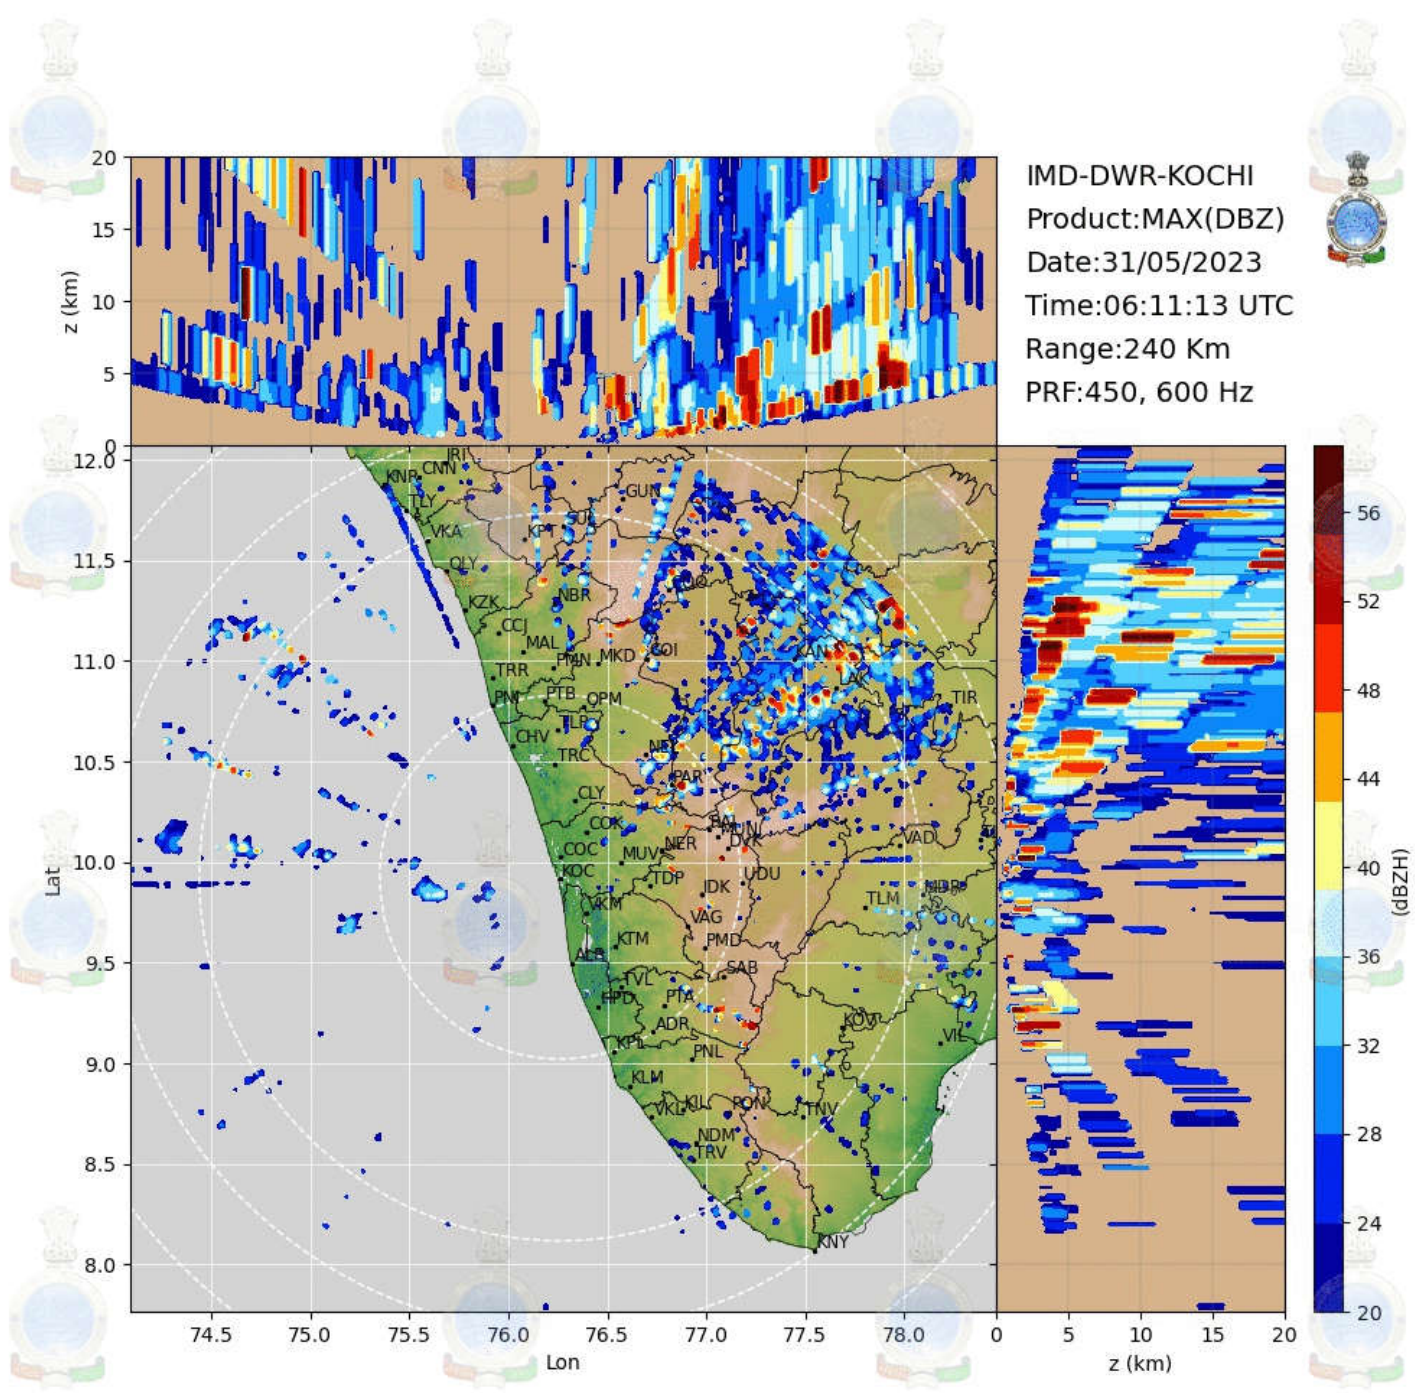 IMD-DWR-KOCHI
Product:MAX(DBZ)
Date:31/05/2023
Time:06:11:13 UTC
Range:240 Km
PRF:450, 600 Hz
20
15
10
5
0
z (km)
12.0
11.5
11.0
10.5
10.0
9.5
9.0
8.5
8.0
Lat
IRI
CNN
KNR
TLY
VKA
GUN
KPT
QLY
NBR
KZK
CCJ
MAL
PMN
MKD
COI
KAN
TRR
LAK
PNI
PTB
OPM
TIR
CHV
TRC
PAR
CLY
COK
MUNI
NER
DVK
VAD
COC
MUV
KOC
TDP
UDU
IDK
TLM
MDR
VKM
VAG
KTM
PMD
ALP
SAB
TVL
HPD
PTA
ADR
KOV
VIL
KPL
PNL
KLM
VKL
KIL
PON
TNV
NDM
TRV
KNY
74.5
75.0
75.5
76.0
76.5
77.0
77.5
78.0
Lon
0
5
10
15
20
z (km)
56
52
48
44
40
36
32
28
24
20
(dBZH)